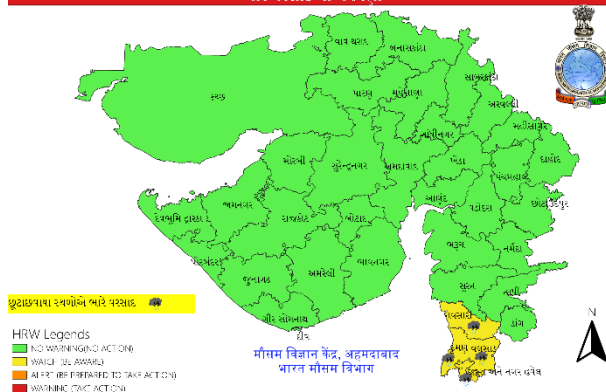 વાવ થરાદ
બનાસકાંઠા
પાટણ
મહેસાણા
સાબરકાંઠા
અરવલ્લી
કચ્છ
ગાંધીનગર
મહીસાગર
મોરબી
સુરેન્દ્રનગર
અમદાવાદ
ખેડા
પંચમહાલ
દાહોદ
જામનગર
દેવભૂમિ દ્વારકા
રાજકોટ
બોટાદ
આણંદ
વડોદરા
છોટાઉદેપુર
પોરબંદર
જૂનાગઢ
અમરેલી
ભાવનગર
ભરૂચ
નર્મદા
સુરત
તાપી
ગીર સોમનાથ
દીવ
નવસારી
ડાંગ
દમણ વલસાડ
દાદરા અને નગર હવેલી
છૂટાછવાયા સ્થળોએ ભારે વરસાદ
HRW Legends
NO WARNING(NO ACTION)
WATCH (BE AWARE)
ALERT (BE PREPARED TO TAKE ACTION)
WARNING (TAKE ACTION)
मौसम विज्ञान केंद्र, अहमदाबाद
भारत मौसम विभाग
N